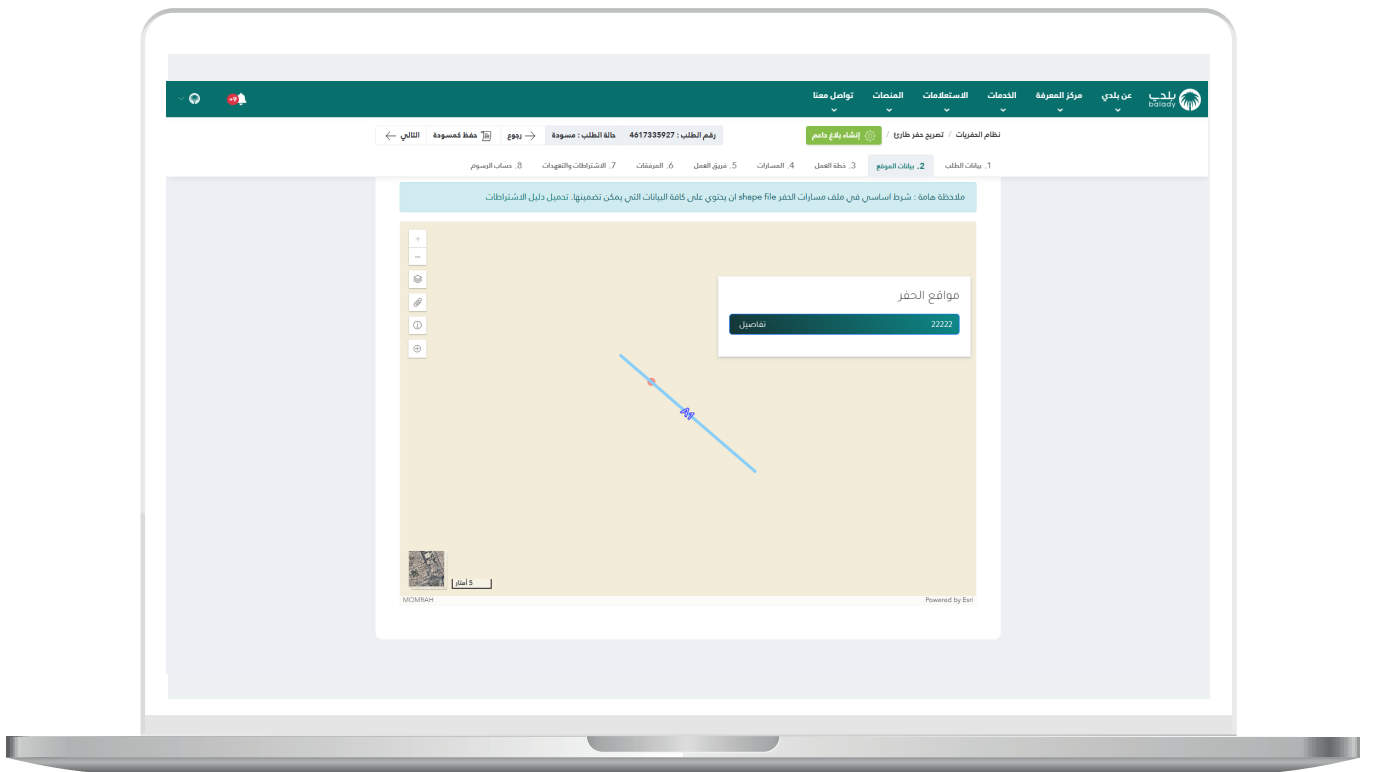 بلدي
balady
عن بلدي
مركز المعرفة
الخدمات
الاستعلامات
المنصات
تواصل معنا
+9
نظام الحفريات / تصريح حفر طارئ /
إنشاء بلاغ داعم
رقم الطلب : 4617335927
حالة الطلب : مسودة
رجوع
حفظ كمسودة
التالي
1. بيانات الطلب
2. بيانات الموقع
3. خطة العمل
4. المسارات
5. فريق العمل
6. المرفقات
7. الاشتراطات والتعهدات
8. حساب الرسوم
ملاحظة هامة : شرط اساسي في ملف مسارات الحفر shape file ان يحتوي على كافة البيانات التي يمكن تضمينها. تحميل دليل الاشتراطات
مواقع الحفر
22222
تفاصيل
A1
5 أمتار
MOMRAH
Powered by Esri